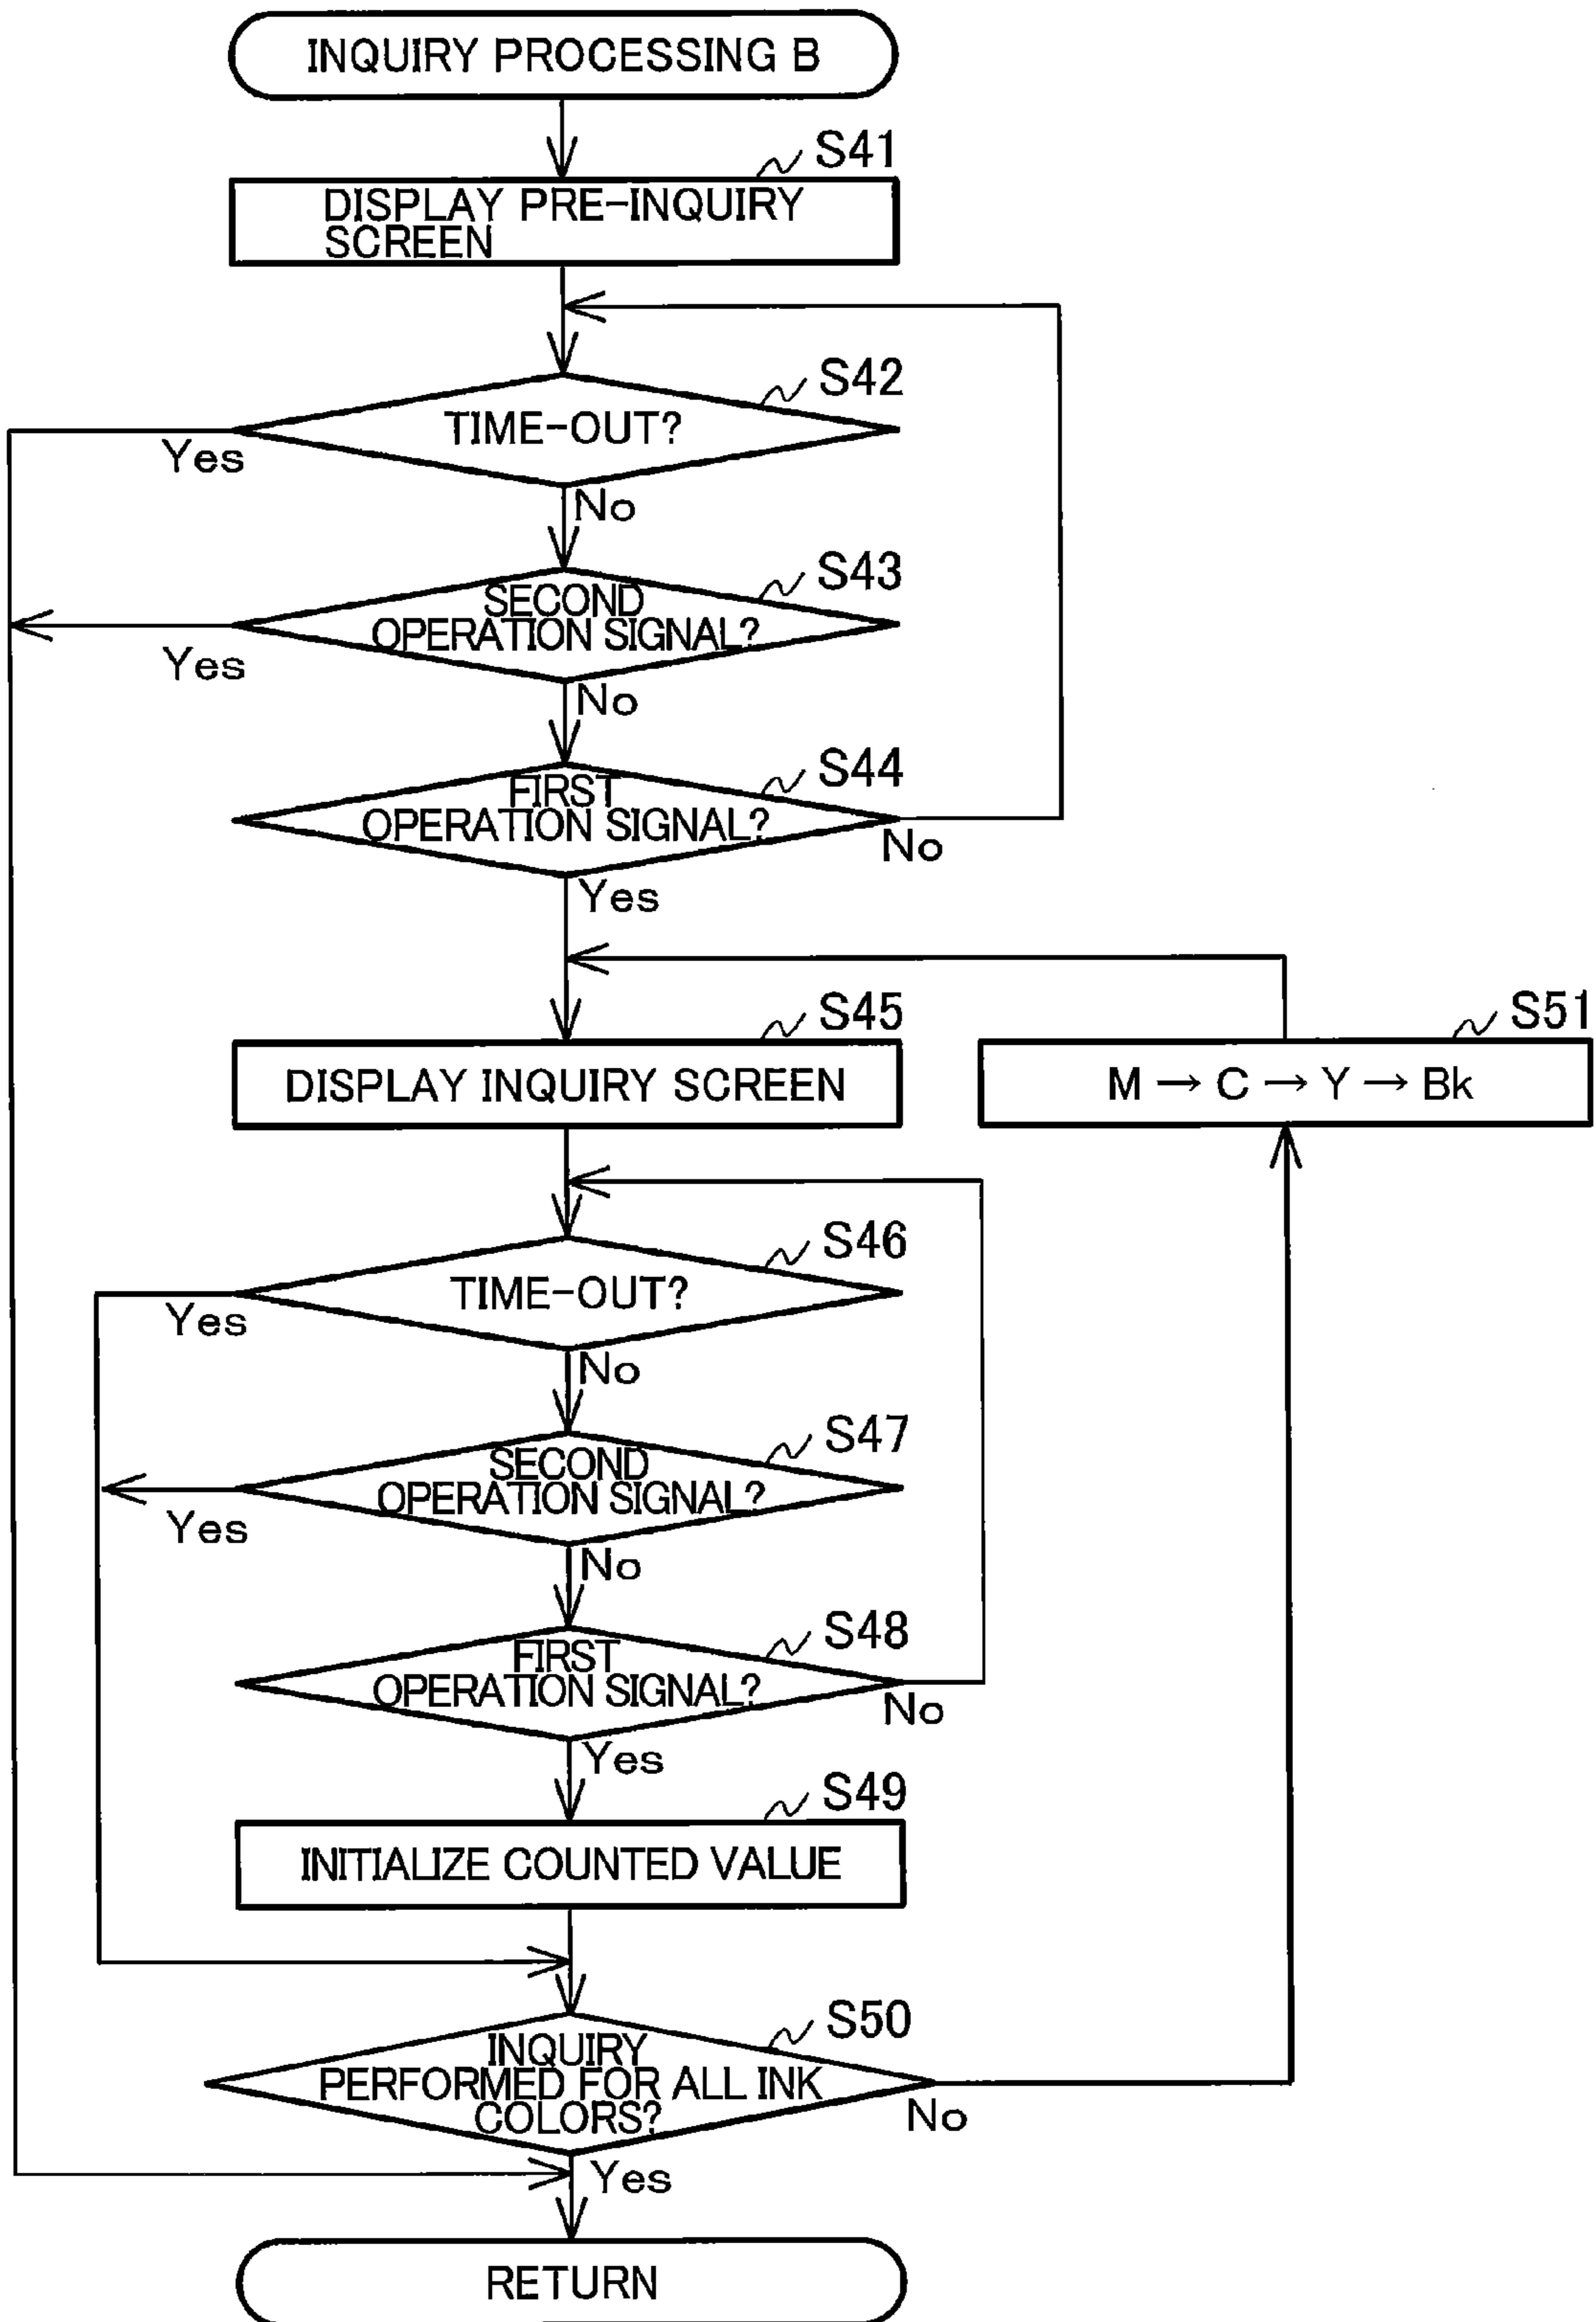 INQUIRY PROCESSING B
S41
DISPLAY PRE-INQUIRY
SCREEN
S42
TIME-OUT?
Yes
No
S43
SECOND
OPERATION SIGNAL?
Yes
No
S44
FIRST
OPERATION SIGNAL?
No
Yes
S45
DISPLAY INQUIRY SCREEN
S51
M → C → Y → Bk
S46
TIME-OUT?
Yes
No
S47
SECOND
OPERATION SIGNAL?
Yes
No
S48
FIRST
OPERATION SIGNAL?
No
Yes
S49
INITIALIZE COUNTED VALUE
S50
INQUIRY
PERFORMED FOR ALL INK
COLORS?
No
Yes
RETURN